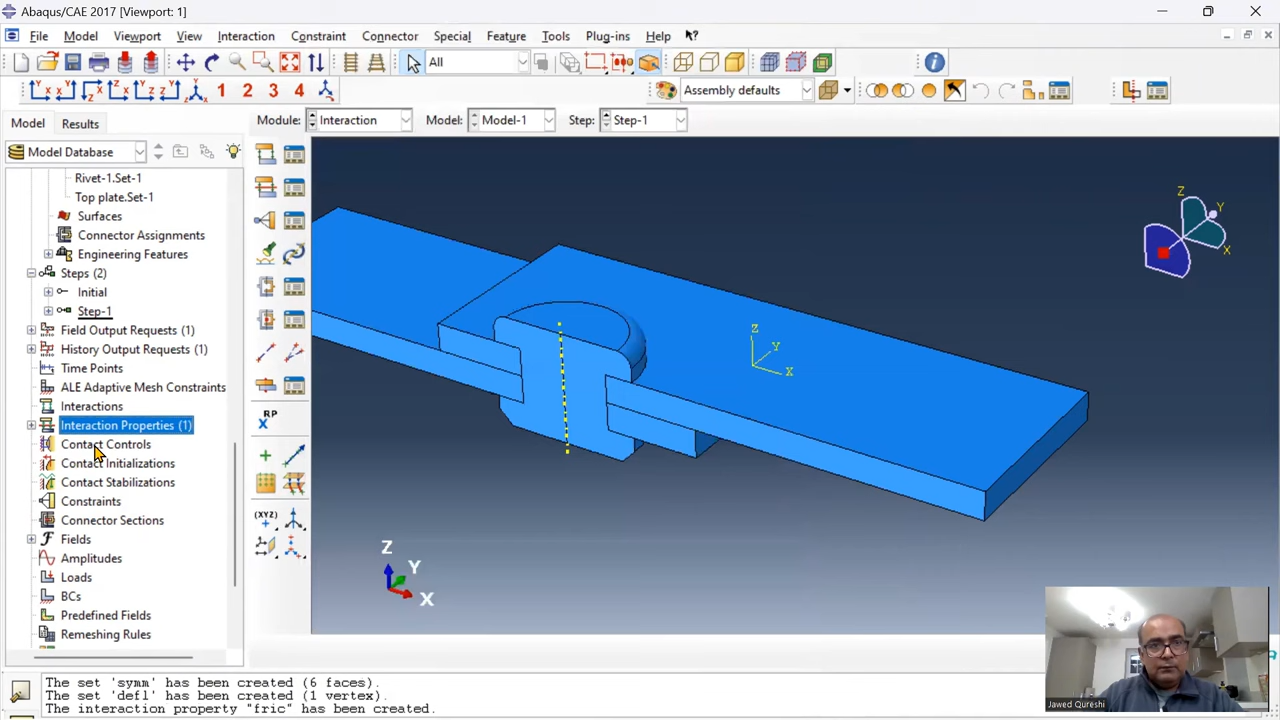 Abaqus/CAE 2017 [Viewport: 1]
File Model Viewport View Interaction Constraint Connector Special Feature Tools Plug-ins Help
All
1 2 3 4 Assembly defaults
Model Results Module: Interaction Model: Model-1 Step: Step-1
Model Database
Rivet-1.Set-1
Top plate.Set-1
Surfaces
Connector Assignments
Engineering Features
Steps (2)
Initial
Step-1
Field Output Requests (1)
History Output Requests (1)
Time Points
ALE Adaptive Mesh Constraints
Interactions
Interaction Properties (1)
Contact Controls
Contact Initializations
Contact Stabilizations
Constraints
Connector Sections
Fields
Amplitudes
Loads
BCs
Predefined Fields
Remeshing Rules
RP
(XYZ)
Z
Y
X
Z
Y
X
Z
Y
X
Jawed Qureshi
The set 'symm' has been created (6 faces).
The set 'defl' has been created (1 vertex).
The interaction property "fric" has been created.